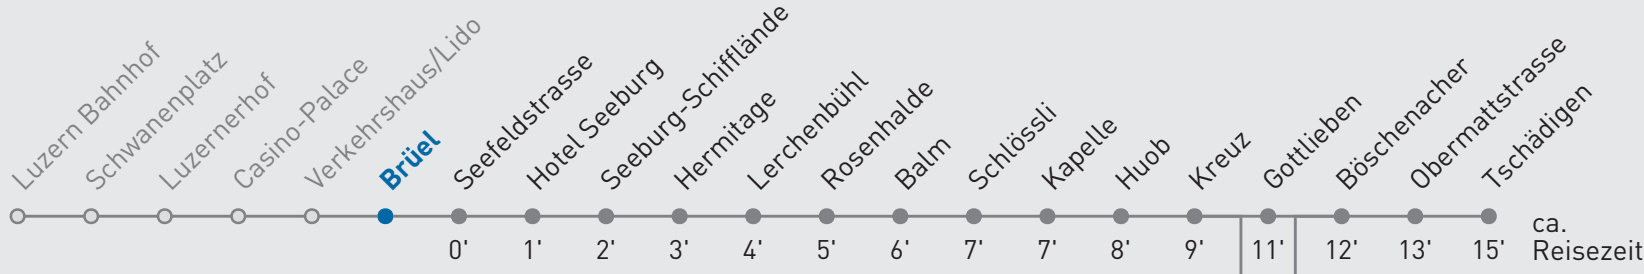 Luzern Bahnhof
Schwanenplatz
Luzernerhof
Casino-Palace
Verkehrshaus/Lido
Brüel
Seefeldstrasse
Hotel Seeburg
Seeburg-Schifflände
Hermitage
Lerchenbühl
Rosenhalde
Balm
Schlössli
Kapelle
Huob
Kreuz
Gottlieben
Böschenacher
Obermattstrasse
Tschädigen
0' 1' 2' 3' 4' 5' 6' 7' 7' 8' 9' 11' 12' 13' 15'
ca.
Reisezeit